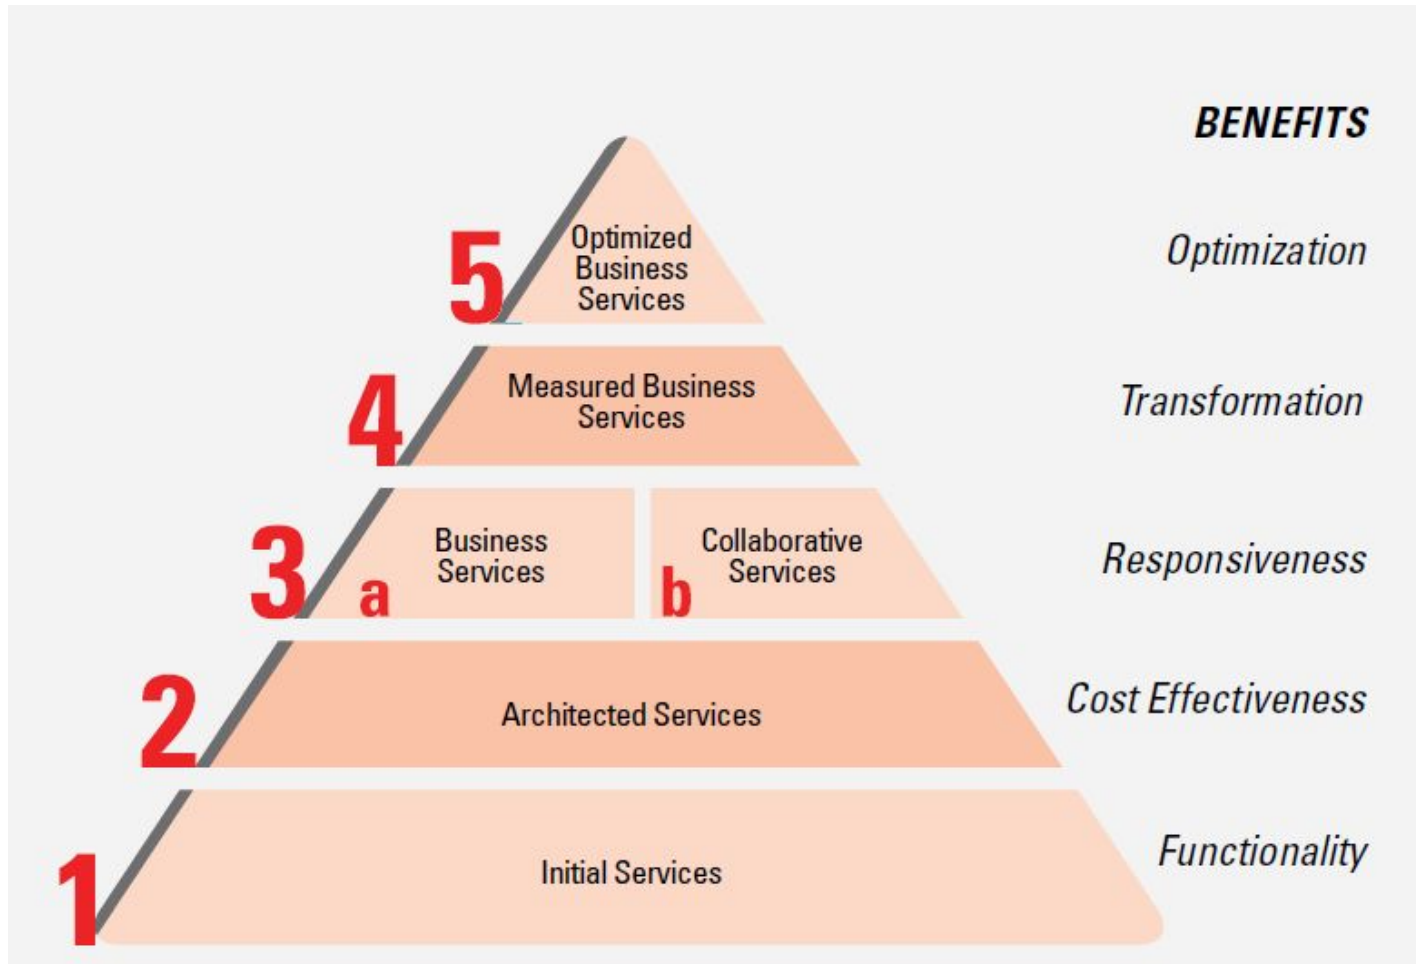 BENEFITS
5
Optimized
Business
Services
Optimization
4
Measured Business
Services
Transformation
3
a
Business
Services
b
Collaborative
Services
Responsiveness
2
Architected Services
Cost Effectiveness
1
Initial Services
Functionality